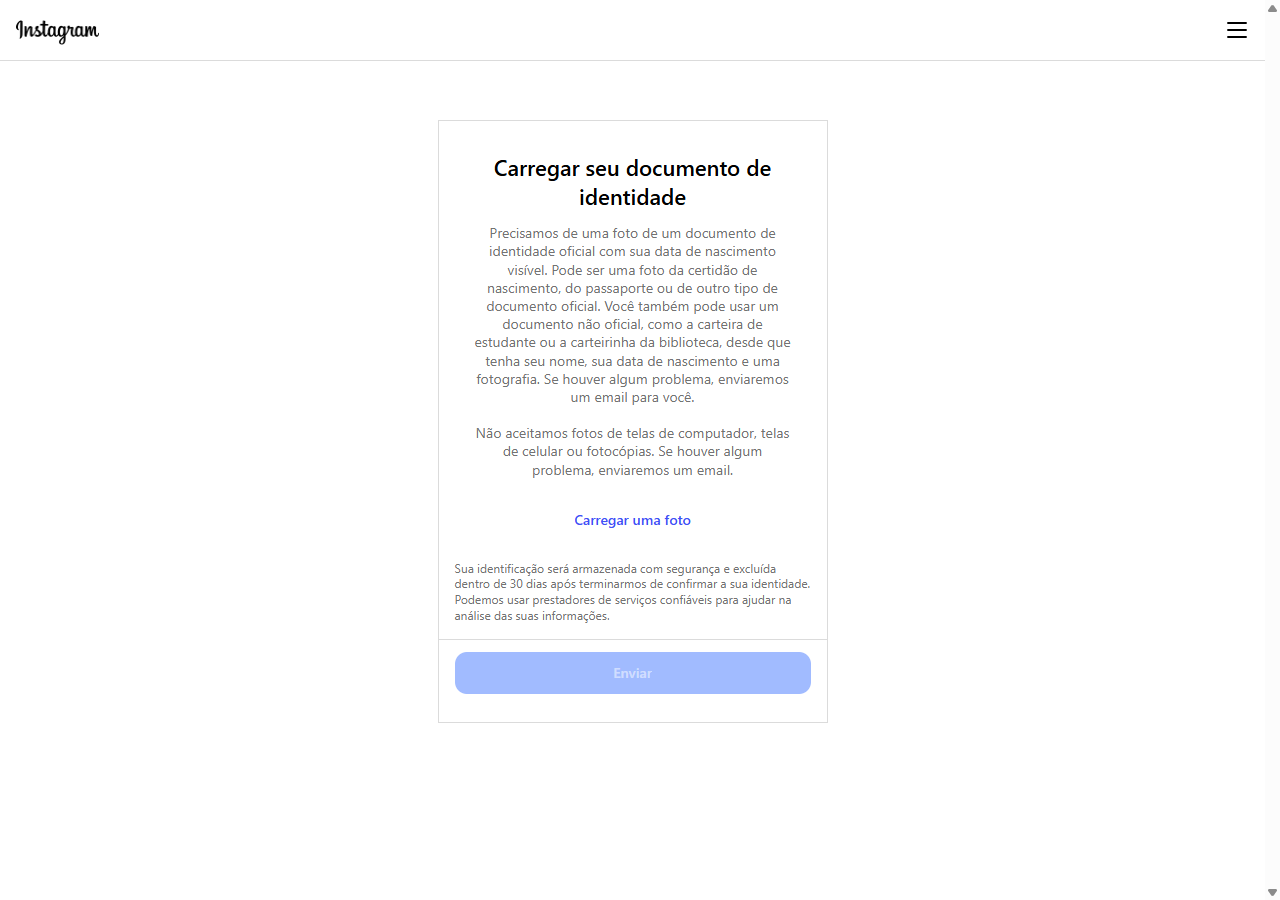 Instagram
Carregar seu documento de
identidade
Precisamos de uma foto de um documento de
identidade oficial com sua data de nascimento
visível. Pode ser uma foto da certidão de
nascimento, do passaporte ou de outro tipo de
documento oficial. Você também pode usar um
documento não oficial, como a carteira de
estudante ou a carteirinha da biblioteca, desde que
tenha seu nome, sua data de nascimento e uma
fotografia. Se houver algum problema, enviaremos
um email para você.
Não aceitamos fotos de telas de computador, telas
de celular ou fotocópias. Se houver algum
problema, enviaremos um email.
Carregar uma foto
Sua identificação será armazenada com segurança e excluída
dentro de 30 dias após terminarmos de confirmar a sua identidade.
Podemos usar prestadores de serviços confiáveis para ajudar na
análise das suas informações.
Enviar